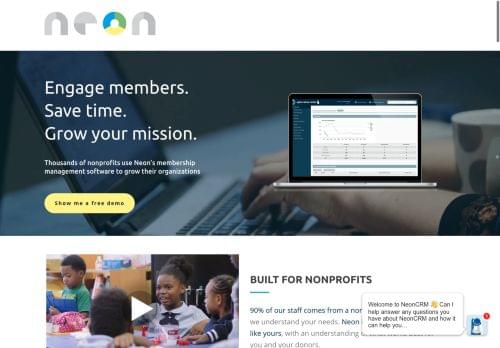 neon
Engage members.
Save time.
Grow your mission.
Thousands of nonprofits use Neon's membership
management software to grow their organizations
Show me a free demo
BUILT FOR NONPROFITS
90% of our staff comes from a non
we understand your needs. Neon
like yours, with an understanding
you and your donors.
Welcome to NeonCRM 👋 Can I
help answer any questions you
have about NeonCRM and how it
can help you...
1